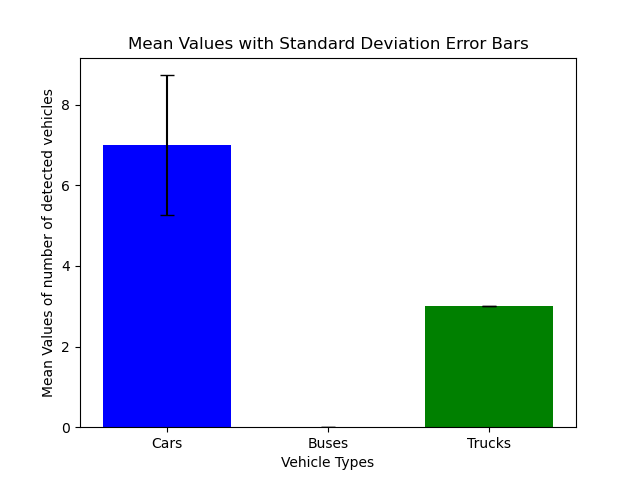 Mean Values with Standard Deviation Error Bars
Mean Values of number of detected vehicles
8
6
4
2
0
Cars Buses Trucks
Vehicle Types